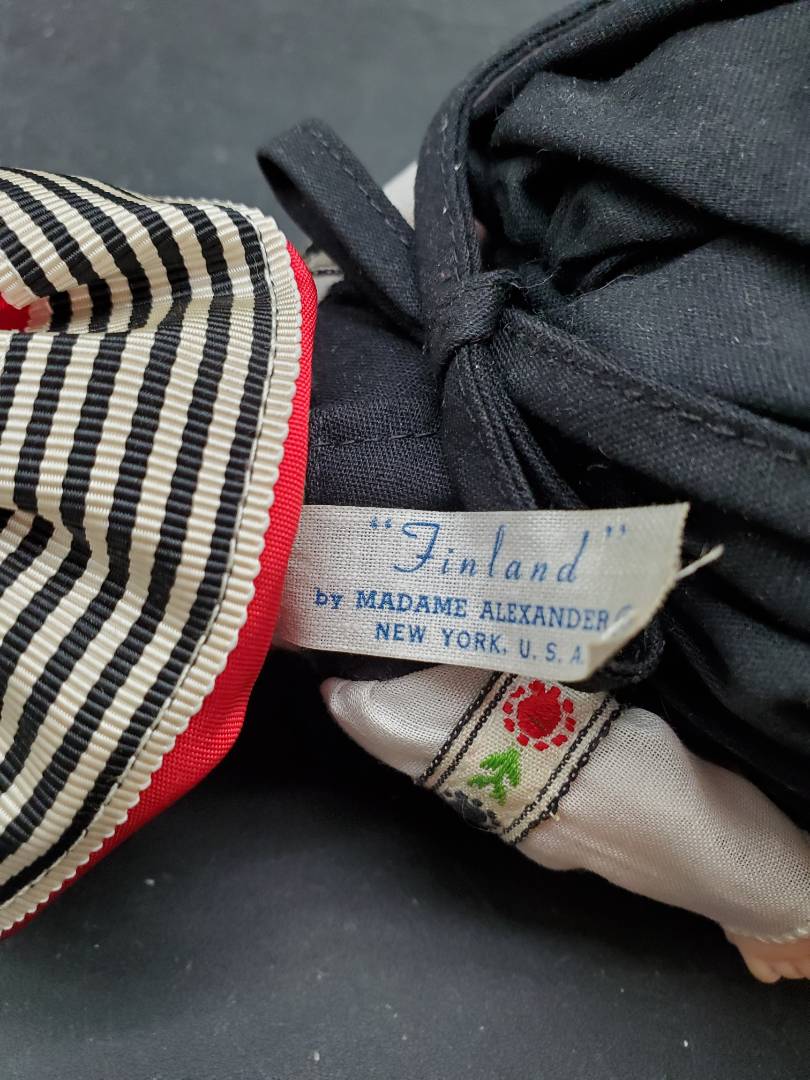 "Finland"
by MADAME ALEXANDER
NEW YORK, U. S. A.